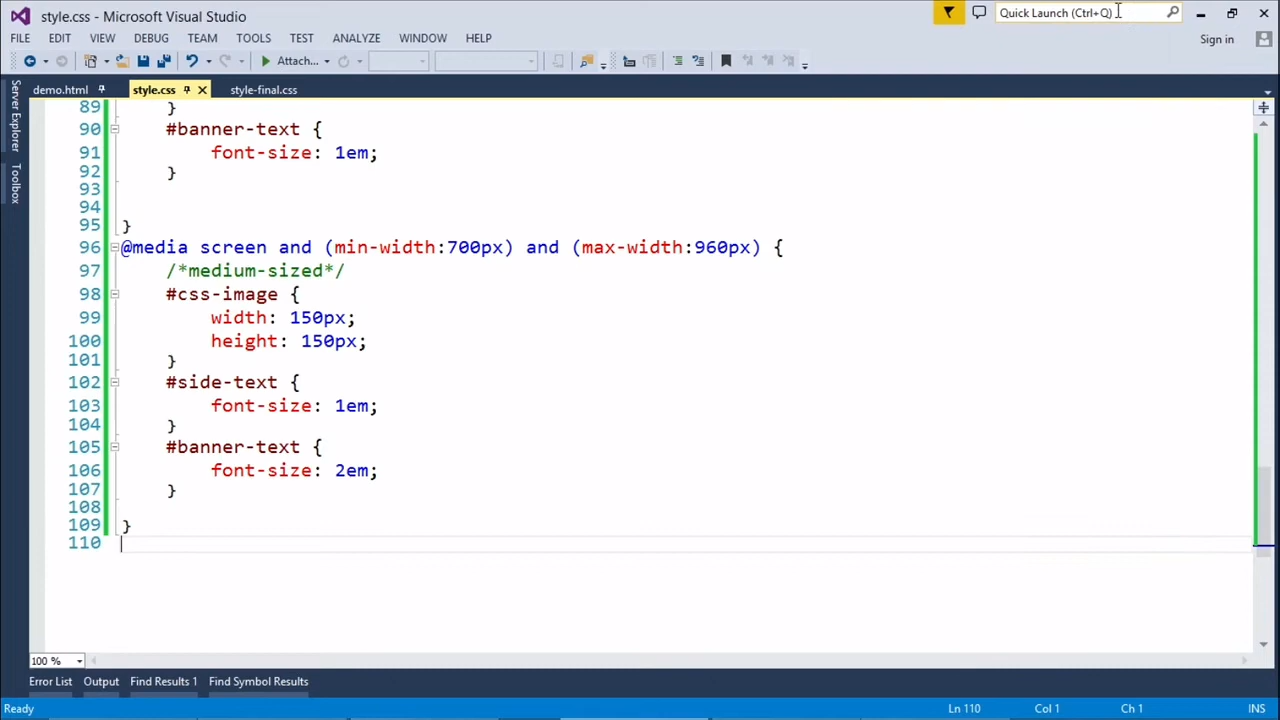 style.css - Microsoft Visual Studio
Quick Launch (Ctrl+Q)
FILE EDIT VIEW DEBUG TEAM TOOLS TEST ANALYZE WINDOW HELP
Sign in
Attach...
demo.html style.css style-final.css
Server Explorer
Toolbox
89 }
90 #banner-text {
91 font-size: 1em;
92 }
93
94
95 }
96 @media screen and (min-width:700px) and (max-width:960px) {
97 /*medium-sized*/
98 #css-image {
99 width: 150px;
100 height: 150px;
101 }
102 #side-text {
103 font-size: 1em;
104 }
105 #banner-text {
106 font-size: 2em;
107 }
108
109 }
110
100 %
Error List Output Find Results 1 Find Symbol Results
Ready Ln 110 Col 1 Ch 1 INS